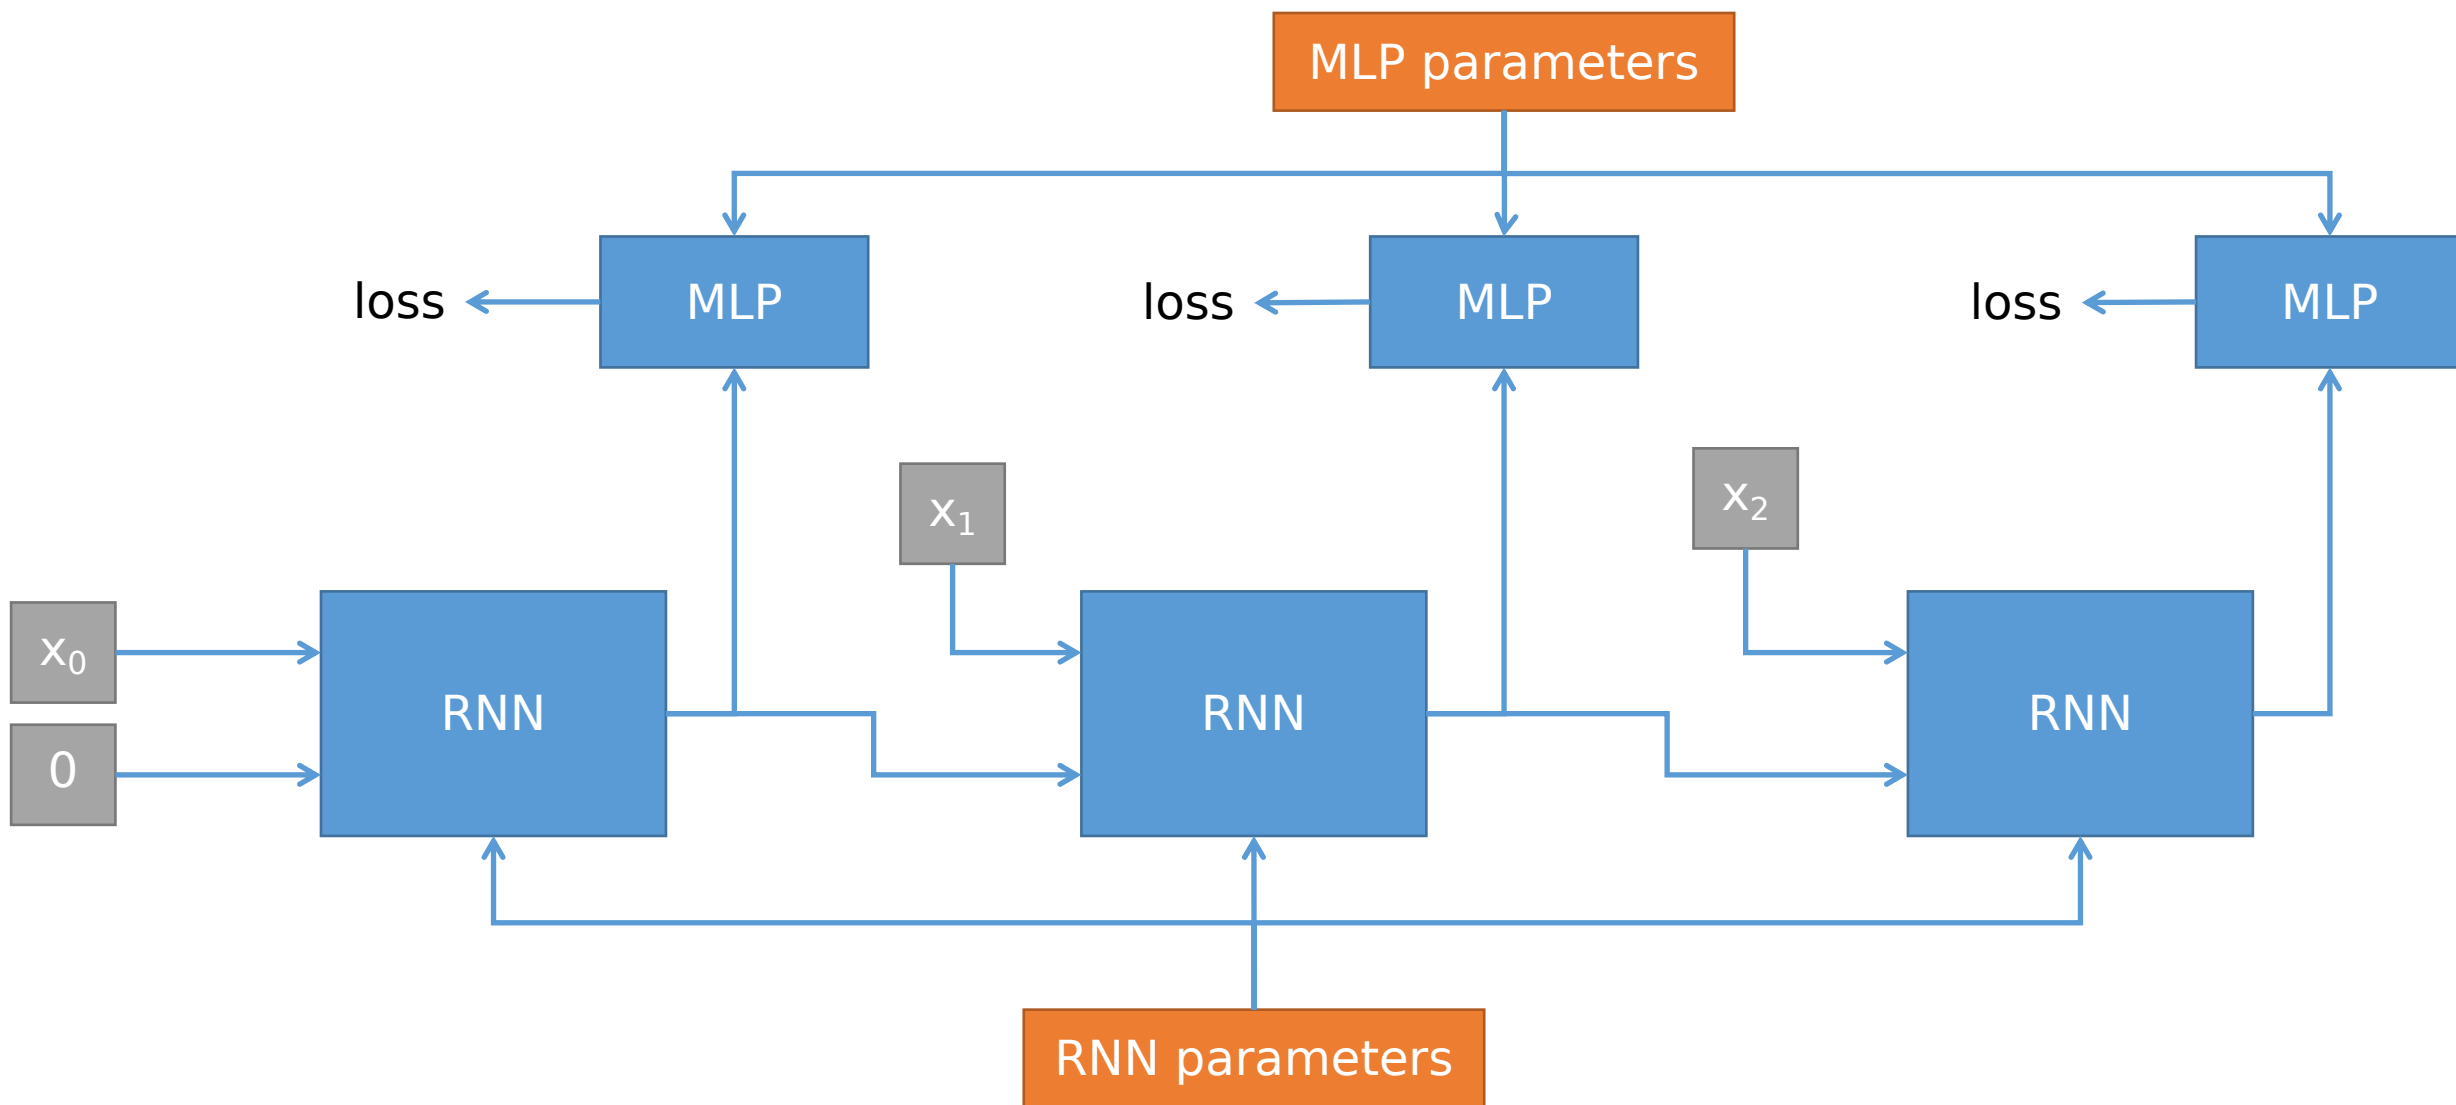 MLP parameters
loss
MLP
loss
MLP
loss
MLP
x₁
x₂
x₀
0
RNN
RNN
RNN
RNN parameters